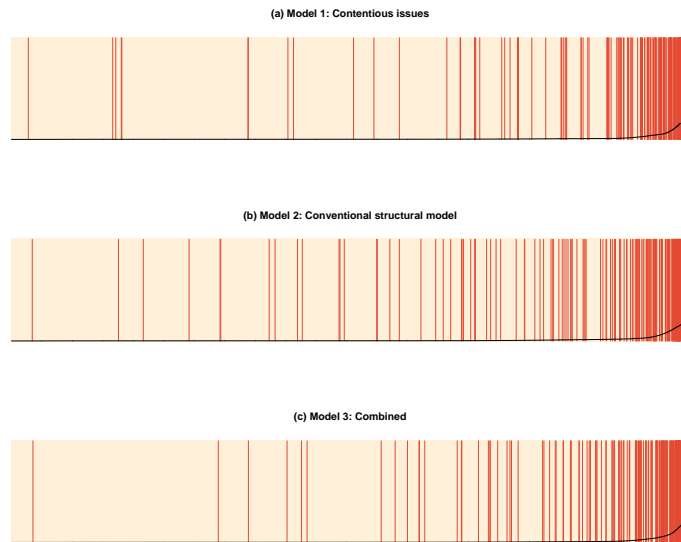 (a) Model 1: Contentious issues
(b) Model 2: Conventional structural model
(c) Model 3: Combined